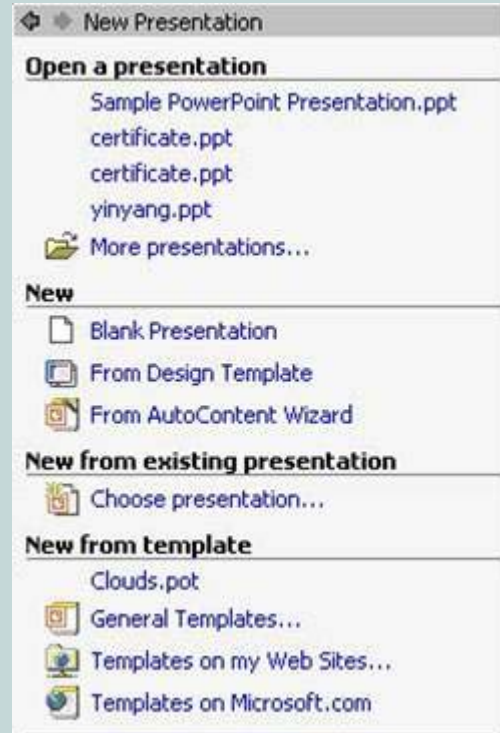 New Presentation
Open a presentation
Sample PowerPoint Presentation.ppt
certificate.ppt
certificate.ppt
yinyang.ppt
More presentations...
New
Blank Presentation
From Design Template
From AutoContent Wizard
New from existing presentation
Choose presentation...
New from template
Clouds.pot
General Templates...
Templates on my Web Sites...
Templates on Microsoft.com